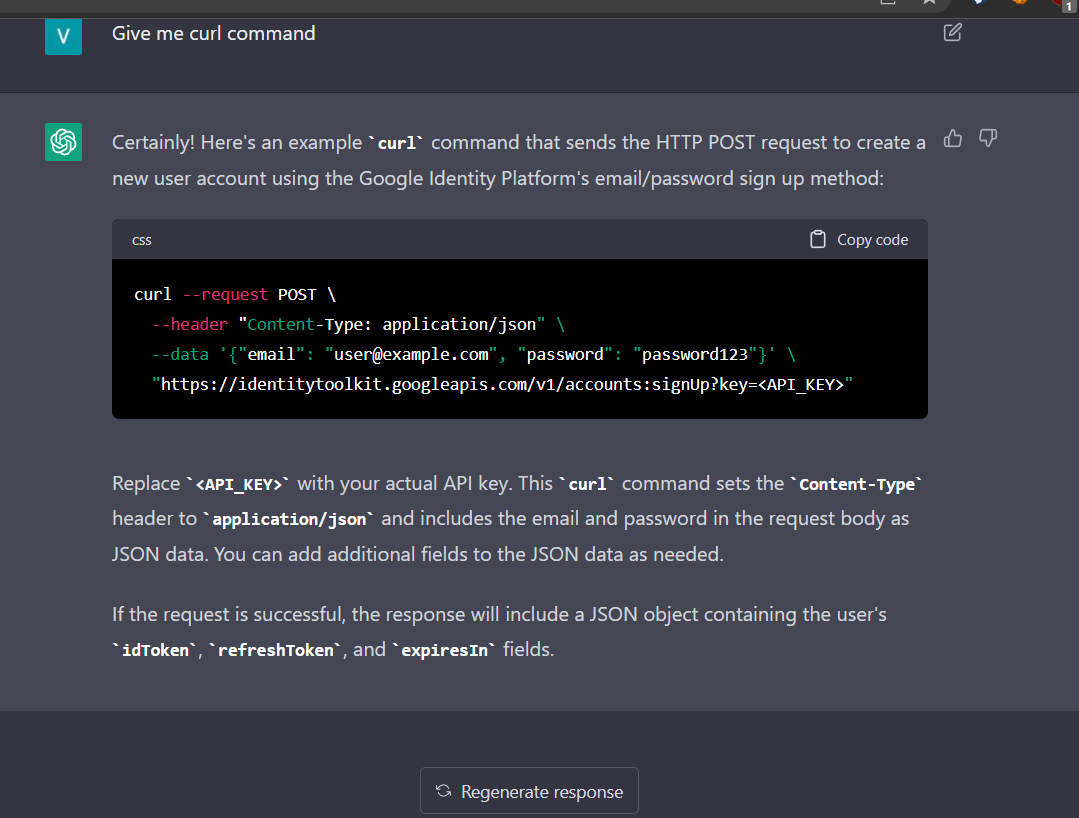 1
V
Give me curl command
Certainly! Here's an example `curl` command that sends the HTTP POST request to create a
new user account using the Google Identity Platform's email/password sign up method:
css
Copy code
curl --request POST \
--header "Content-Type: application/json" \
--data '{"email": "user@example.com", "password": "password123"}' \
"https://identitytoolkit.googleapis.com/v1/accounts:signUp?key=<API_KEY>"
Replace `<API_KEY>` with your actual API key. This `curl` command sets the `Content-Type`
header to `application/json` and includes the email and password in the request body as
JSON data. You can add additional fields to the JSON data as needed.
If the request is successful, the response will include a JSON object containing the user's
`idToken`, `refreshToken`, and `expiresIn` fields.
Regenerate response